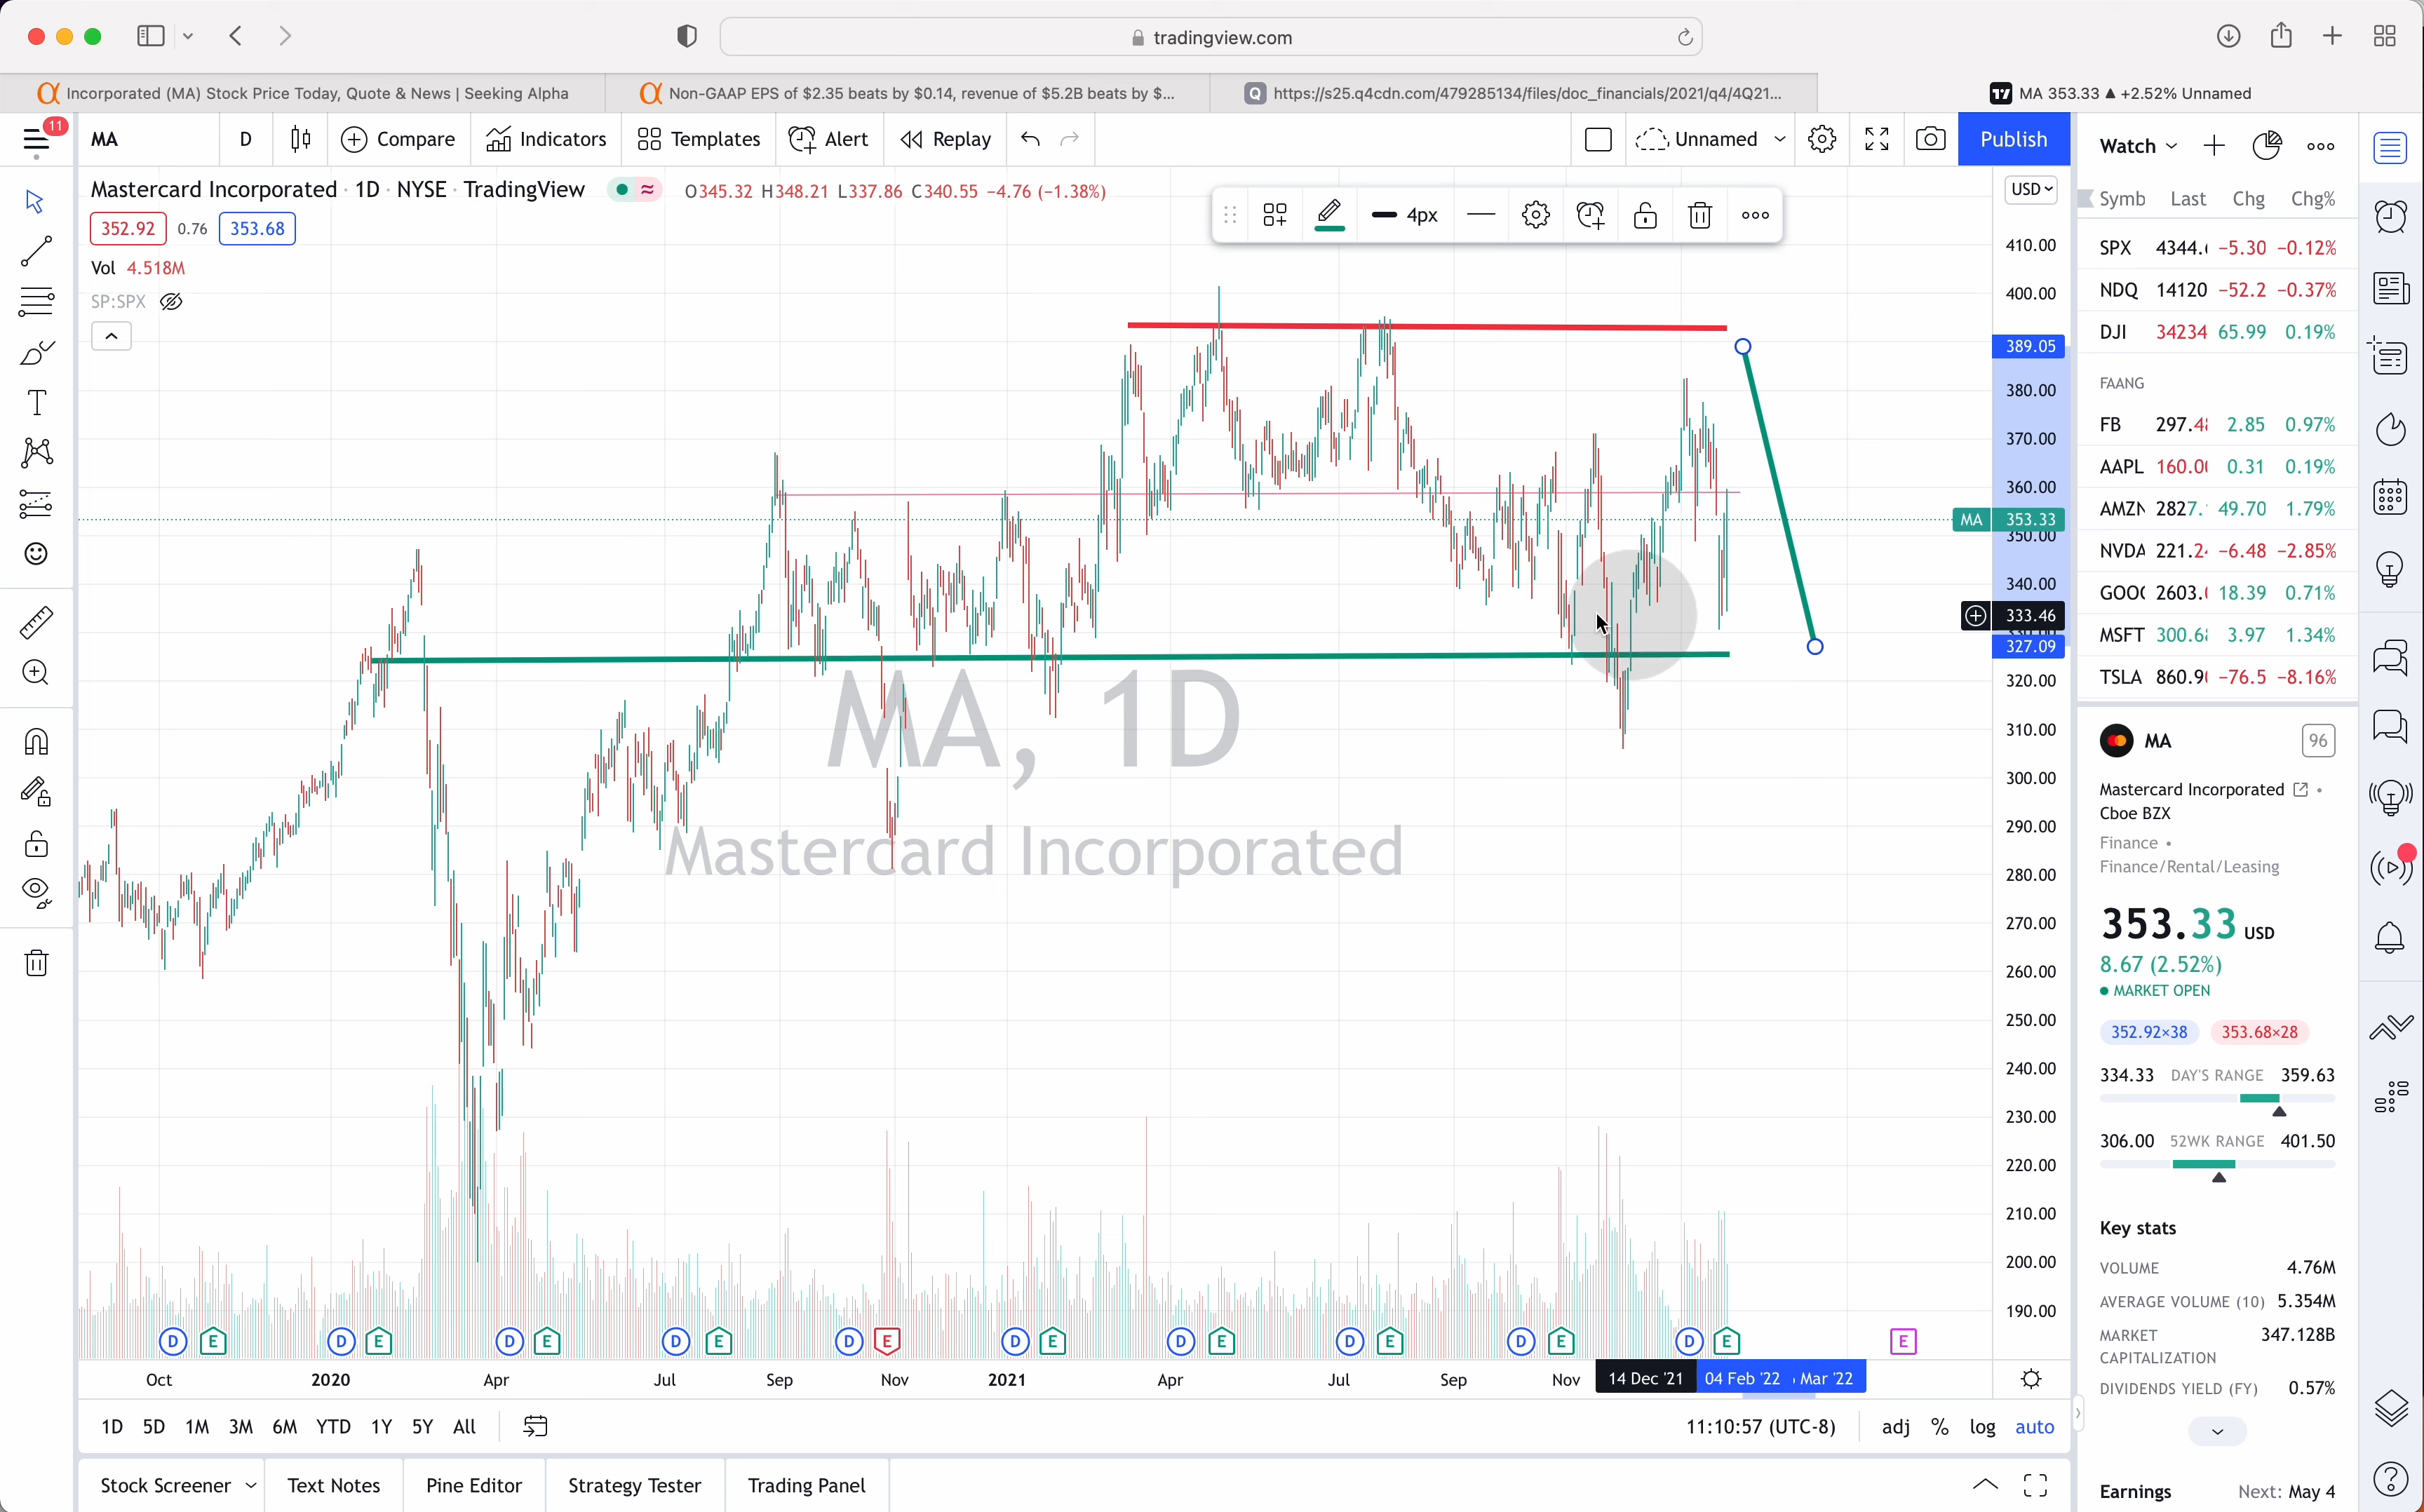 tradingview.com
Incorporated (MA) Stock Price Today, Quote & News | Seeking Alpha
Non-GAAP EPS of $2.35 beats by $0.14, revenue of $5.2B beats by $...
https://s25.q4cdn.com/479285134/files/doc_financials/2021/q4/4Q21...
MA 353.33 ▲ +2.52% Unnamed
11
MA
D
Compare
Indicators
Templates
Alert
Replay
Unnamed
Publish
Mastercard Incorporated · 1D · NYSE · TradingView
O345.32 H348.21 L337.86 C340.55 −4.76 (−1.38%)
352.92 0.76 353.68
Vol 4.518M
SP:SPX
4px
USD
410.00
400.00
389.05
380.00
370.00
360.00
MA 353.33
350.00
340.00
333.46
327.09
320.00
310.00
300.00
290.00
280.00
270.00
260.00
250.00
240.00
230.00
220.00
210.00
200.00
190.00
MA, 1D
Mastercard Incorporated
D E D E D E D E D E D E D E D E D E D E E
Oct 2020 Apr Jul Sep Nov 2021 Apr Jul Sep Nov 14 Dec '21 04 Feb '22 Mar '22
1D 5D 1M 3M 6M YTD 1Y 5Y All
11:10:57 (UTC-8) adj % log auto
Stock Screener Text Notes Pine Editor Strategy Tester Trading Panel
Watch
Symb Last Chg Chg%
SPX 4344. −5.30 −0.12%
NDQ 14120 −52.2 −0.37%
DJI 34234 65.99 0.19%
FAANG
FB 297.4 2.85 0.97%
AAPL 160.0 0.31 0.19%
AMZN 2827. 49.70 1.79%
NVDA 221.2 −6.48 −2.85%
GOO 2603. 18.39 0.71%
MSFT 300.6 3.97 1.34%
TSLA 860.9 −76.5 −8.16%
MA 96
Mastercard Incorporated •
Cboe BZX
Finance •
Finance/Rental/Leasing
353.33 USD
8.67 (2.52%)
MARKET OPEN
352.92×38 353.68×28
334.33 DAY'S RANGE 359.63
306.00 52WK RANGE 401.50
Key stats
VOLUME 4.76M
AVERAGE VOLUME (10) 5.354M
MARKET CAPITALIZATION 347.128B
DIVIDENDS YIELD (FY) 0.57%
Earnings Next: May 4